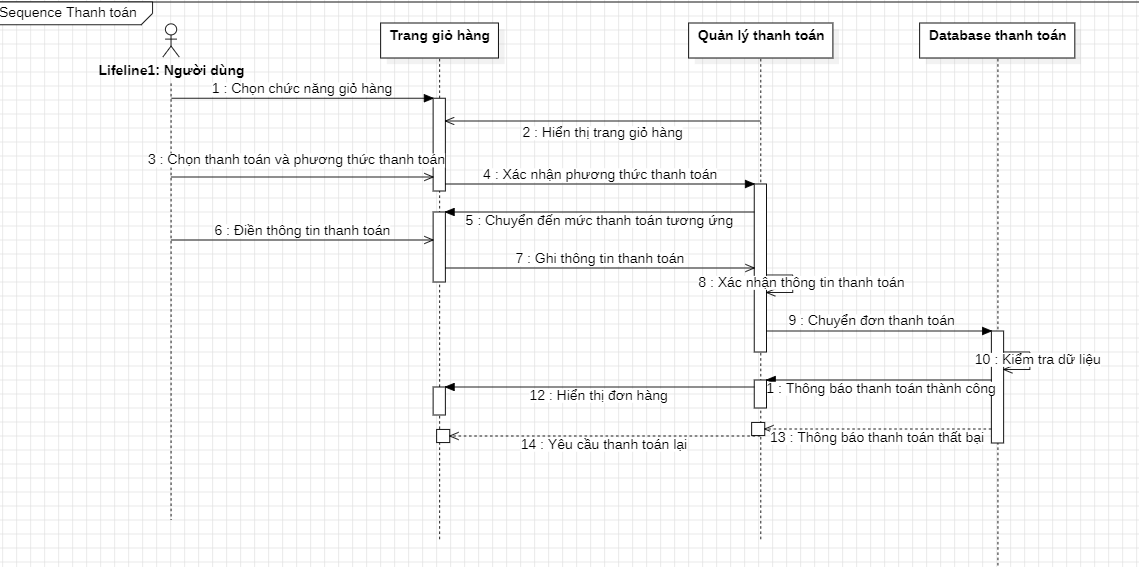 Sequence Thanh toán
Trang giỏ hàng
Quản lý thanh toán
Database thanh toán
Lifeline1: Người dùng
1 : Chọn chức năng giỏ hàng
2 : Hiển thị trang giỏ hàng
3 : Chọn thanh toán và phương thức thanh toán
4 : Xác nhận phương thức thanh toán
5 : Chuyển đến mức thanh toán tương ứng
6 : Điền thông tin thanh toán
7 : Ghi thông tin thanh toán
8 : Xác nhận thông tin thanh toán
9 : Chuyển đơn thanh toán
10 : Kiểm tra dữ liệu
1 : Thông báo thanh toán thành công
12 : Hiển thị đơn hàng
13 : Thông báo thanh toán thất bại
14 : Yêu cầu thanh toán lại